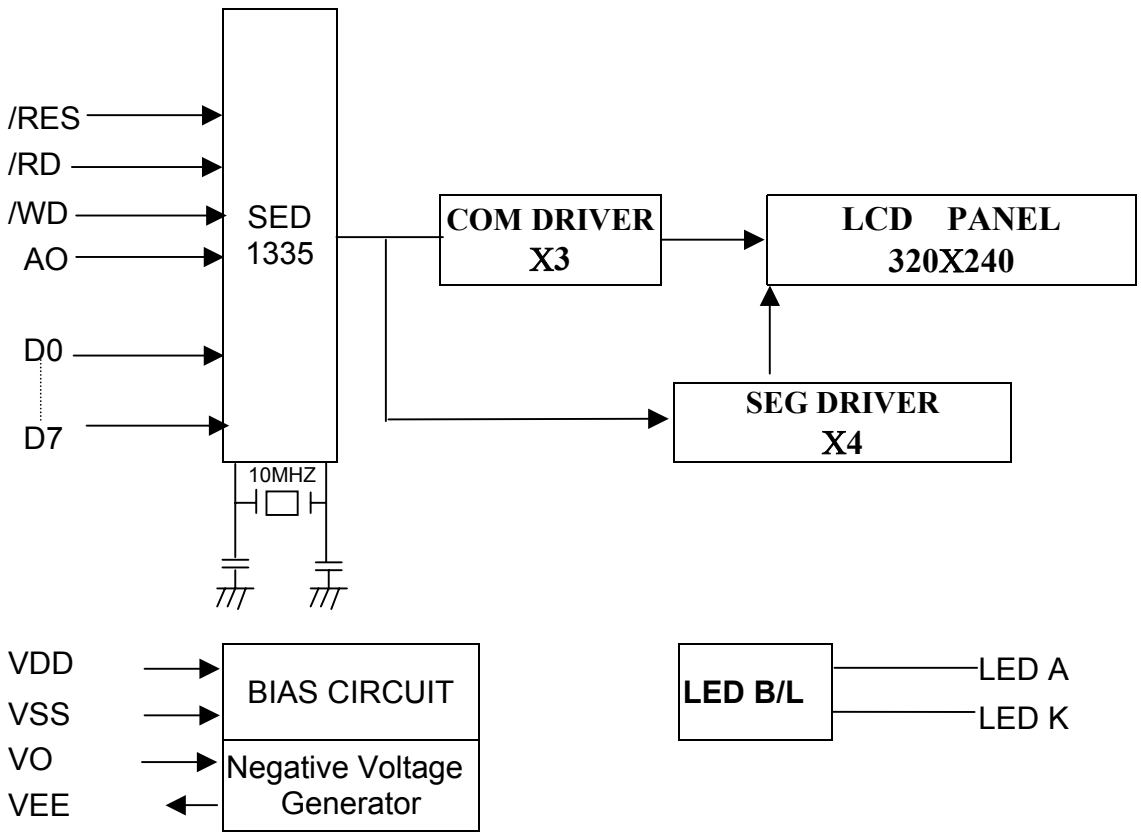 /RES
/RD
/WD
AO
D0
D7
SED
1335
10MHZ
COM DRIVER
X3
LCD PANEL
320X240
SEG DRIVER
X4
VDD
VSS
VO
VEE
BIAS CIRCUIT
Negative Voltage
Generator
LED B/L
LED A
LED K